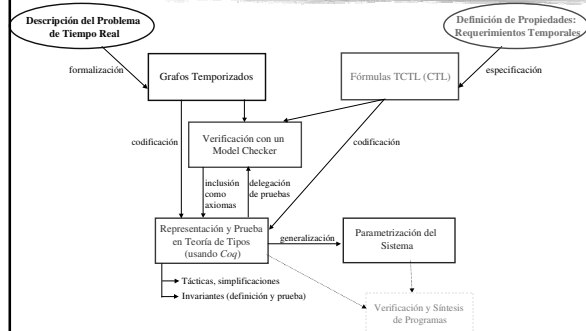 Descripción del Problema
de Tiempo Real
Definición de Propiedades:
Requerimientos Temporales
formalización
especificación
Grafos Temporizados
Fórmulas TCTL (CTL)
Verificación con un
Model Checker
codificación
codificación
inclusión
como
axiomas
delegación
de pruebas
Representación y Prueba
en Teoría de Tipos
(usando Coq)
generalización
Parametrización del
Sistema
Tácticas, simplificaciones
Invariantes (definición y prueba)
Verificación y Síntesis
de Programas